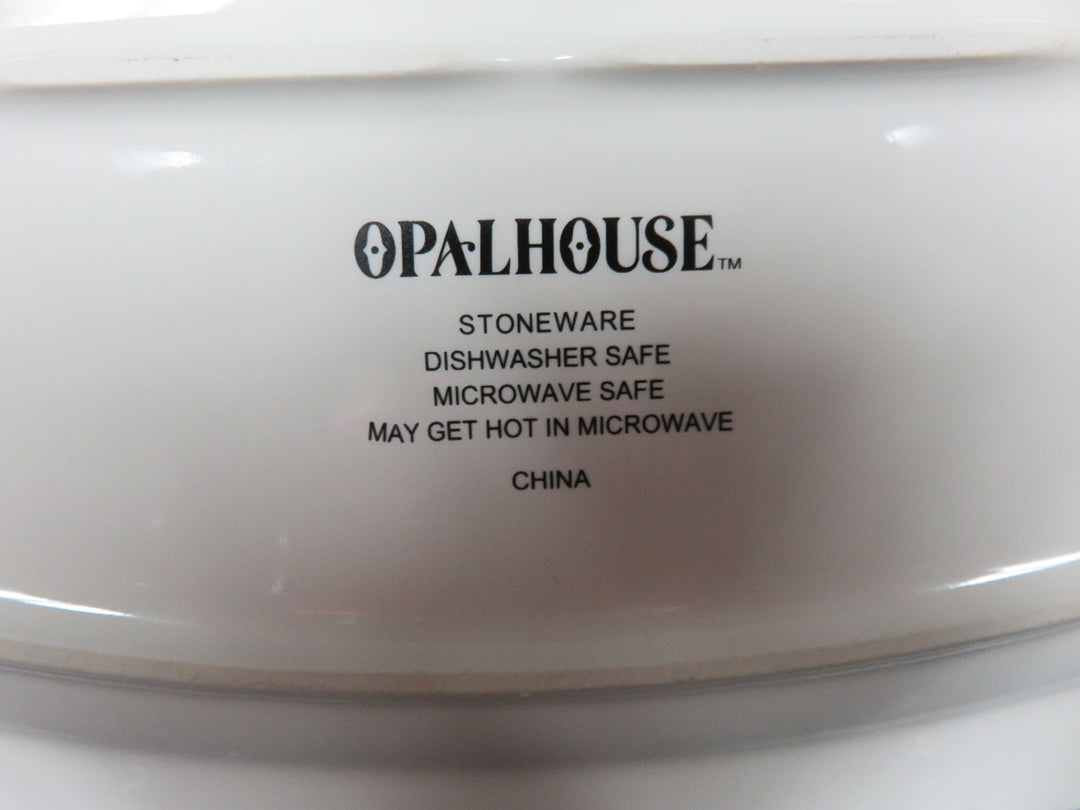 OPALHOUSE™
STONEWARE
DISHWASHER SAFE
MICROWAVE SAFE
MAY GET HOT IN MICROWAVE
CHINA